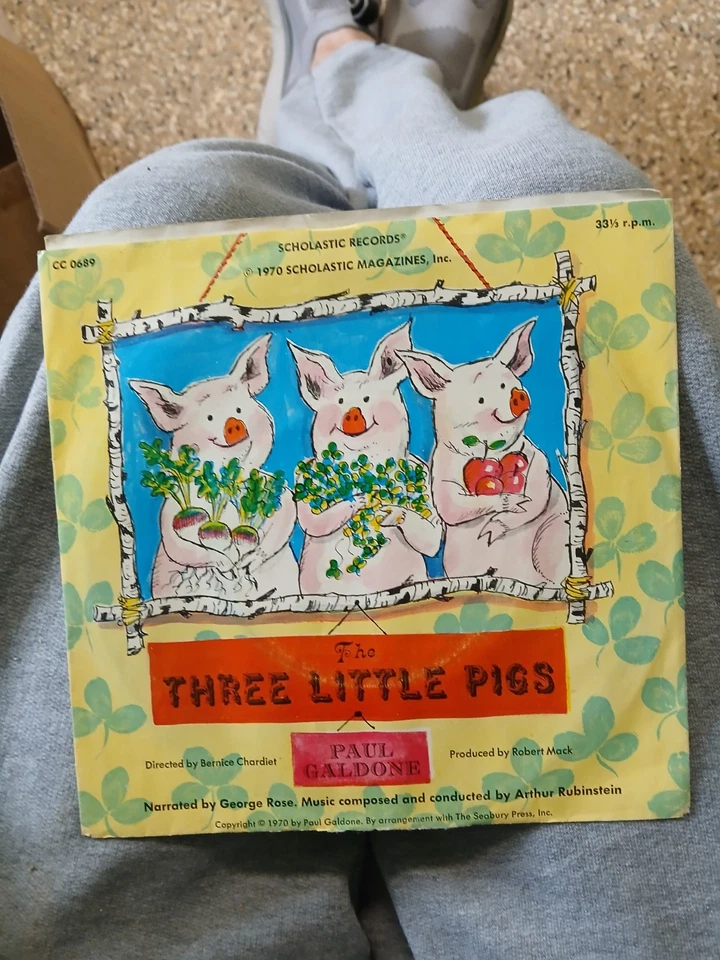 SCHOLASTIC RECORDS®
33⅓ r.p.m.
CC 0689
© 1970 SCHOLASTIC MAGAZINES, Inc.
The
THREE LITTLE PIGS
PAUL
GALDONE
Directed by Bernice Chardiet
Produced by Robert Mack
Narrated by George Rose. Music composed and conducted by Arthur Rubinstein
Copyright © 1970 by Paul Galdone. By arrangement with The Seabury Press, Inc.